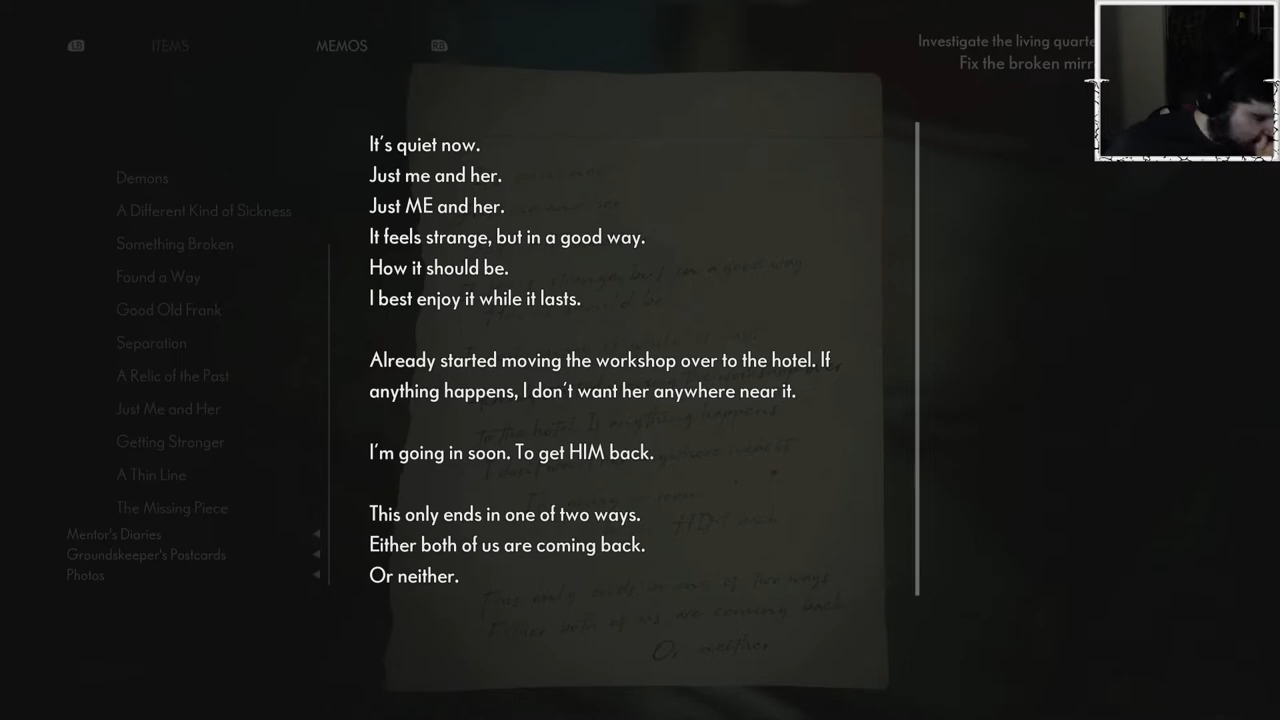 LB
ITEMS
MEMOS
RB
Investigate the living quarte
Fix the broken mirr
Demons
A Different Kind of Sickness
Something Broken
Found a Way
Good Old Frank
Separation
A Relic of the Past
Just Me and Her
Getting Stronger
A Thin Line
The Missing Piece
Mentor's Diaries
Groundskeeper's Postcards
Photos
It's quiet now.
Just me and her.
Just ME and her.
It feels strange, but in a good way.
How it should be.
I best enjoy it while it lasts.
Already started moving the workshop over to the hotel. If
anything happens, I don't want her anywhere near it.
I'm going in soon. To get HIM back.
This only ends in one of two ways.
Either both of us are coming back.
Or neither.